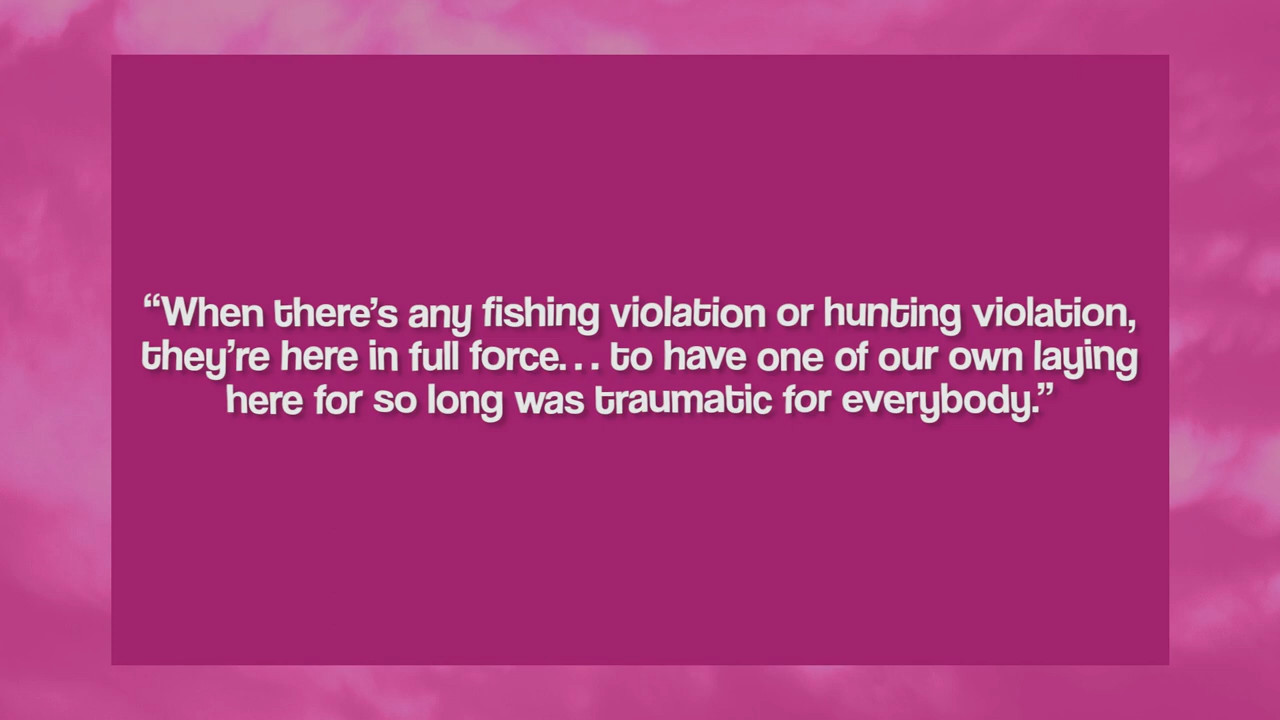 “When there’s any fishing violation or hunting violation,
they’re here in full force... to have one of our own laying
here for so long was traumatic for everybody.”